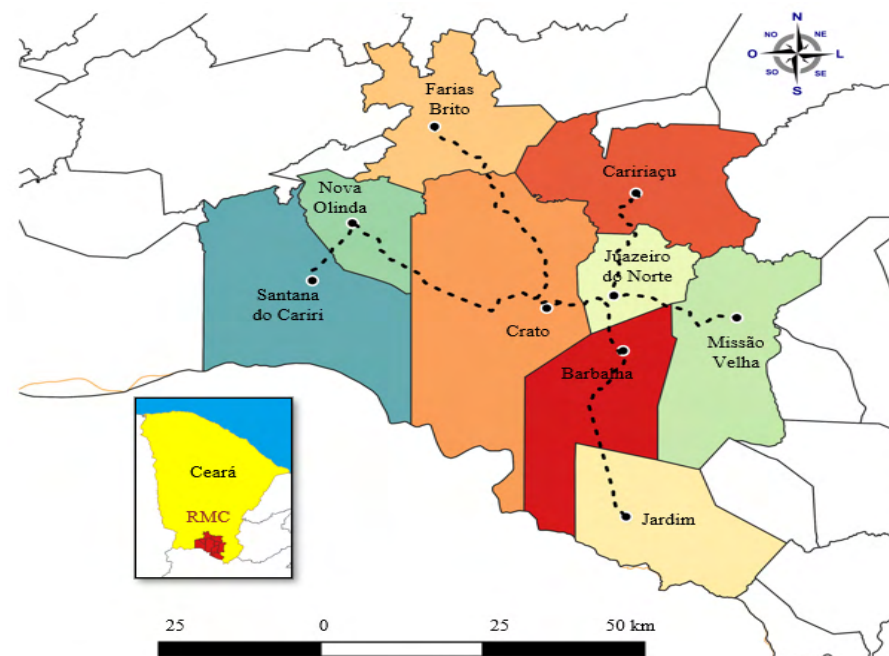 N
NO
NE
O
L
SO
SE
S
Farias
Brito
Caririaçu
Nova
Olinda
Juazeiro
do Norte
Santana
do Cariri
Crato
Missão
Velha
Barbalha
Ceará
RMC
Jardim
25
0
25
50 km